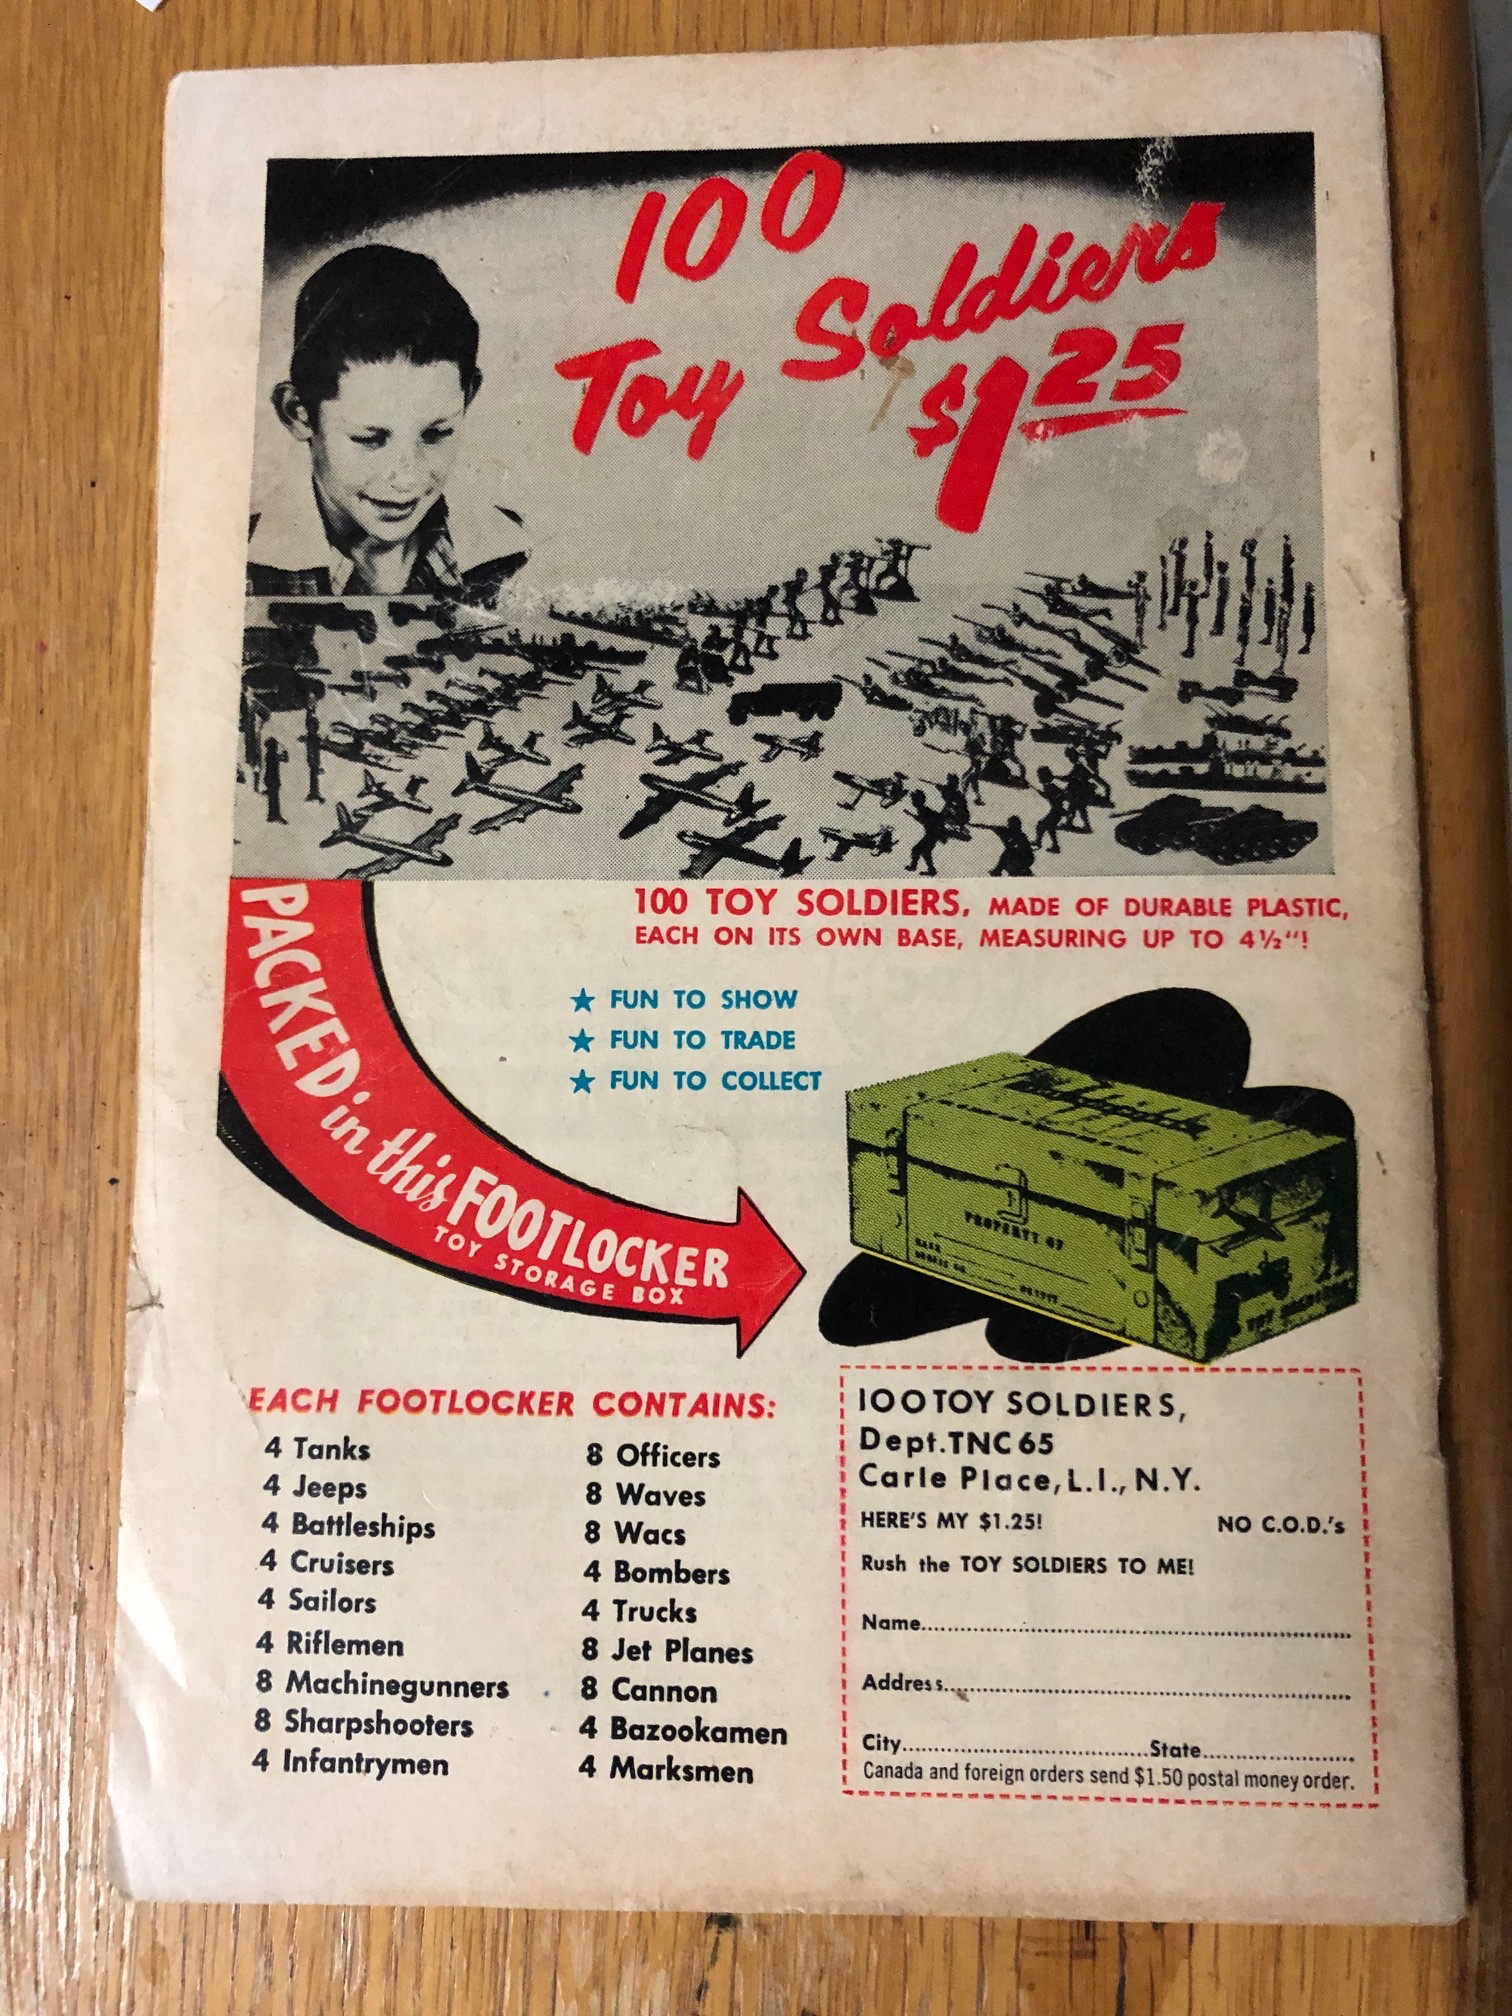 100
Toy Soldiers
$1.25
100 TOY SOLDIERS, MADE OF DURABLE PLASTIC,
EACH ON ITS OWN BASE, MEASURING UP TO 4½"!
★ FUN TO SHOW
★ FUN TO TRADE
★ FUN TO COLLECT
PACKED in this FOOTLOCKER
TOY STORAGE BOX
PROPERTY OF
EACH FOOTLOCKER CONTAINS:
4 Tanks
4 Jeeps
4 Battleships
4 Cruisers
4 Sailors
4 Riflemen
8 Machinegunners
8 Sharpshooters
4 Infantrymen
8 Officers
8 Waves
8 Wacs
4 Bombers
4 Trucks
8 Jet Planes
8 Cannon
4 Bazookamen
4 Marksmen
100 TOY SOLDIERS,
Dept.TNC65
Carle Place, L.I., N.Y.
HERE'S MY $1.25! NO C.O.D.'s
Rush the TOY SOLDIERS TO ME!
Name
Address
City State
Canada and foreign orders send $1.50 postal money order.